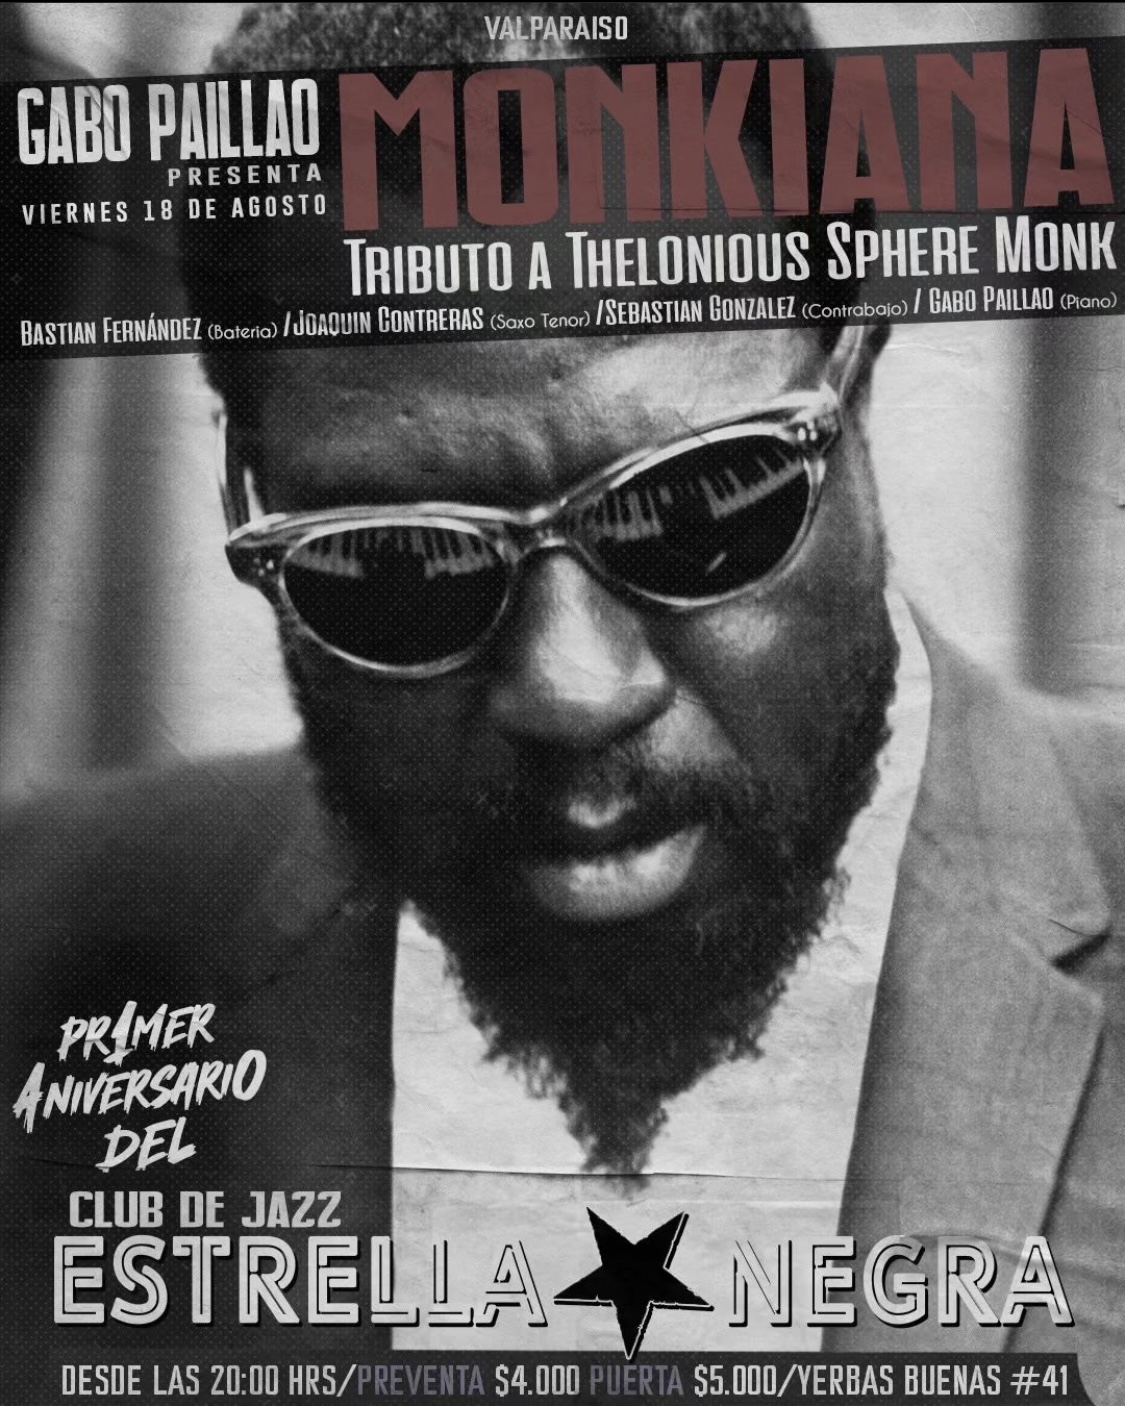 VALPARAISO
GABO PAILLAO
PRESENTA
VIERNES 18 DE AGOSTO
MONKIANA
TRIBUTO A THELONIOUS SPHERE MONK
BASTIAN FERNÁNDEZ (Bateria) /JOAQUIN CONTRERAS (Saxo Tenor) /SEBASTIAN GONZALEZ (Contrabajo) / GABO PAILLAO (Piano)
PR1MER
ANIVERSARIO
DEL
CLUB DE JAZZ
ESTRELLA NEGRA
DESDE LAS 20:00 HRS/PREVENTA $4.000 PUERTA $5.000/YERBAS BUENAS #41